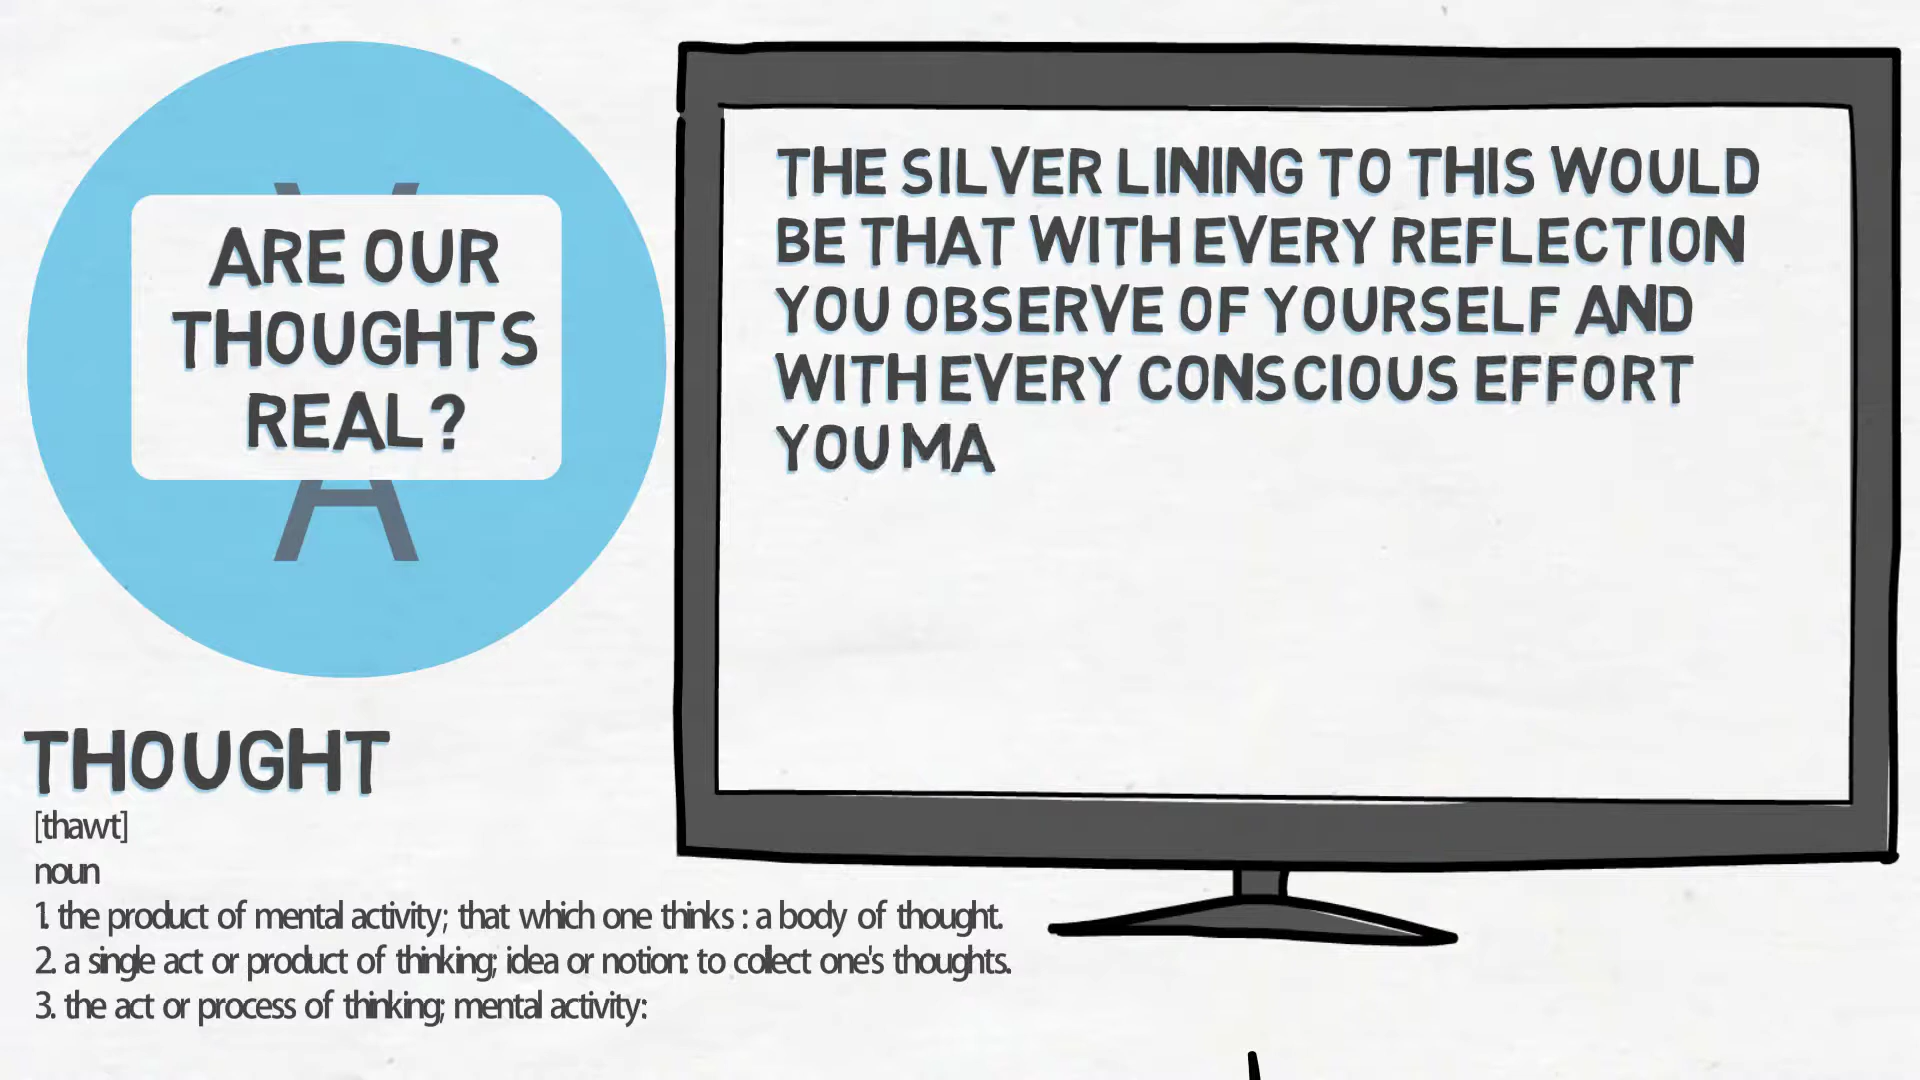 ARE OUR
THOUGHTS
REAL?
THE SILVER LINING TO THIS WOULD
BE THAT WITH EVERY REFLECTION
YOU OBSERVE OF YOURSELF AND
WITH EVERY CONSCIOUS EFFORT
YOU MA
THOUGHT
[thawt]
noun
1. the product of mental activity; that which one thinks : a body of thought.
2. a single act or product of thinking; idea or notion: to collect one's thoughts.
3. the act or process of thinking; mental activity: